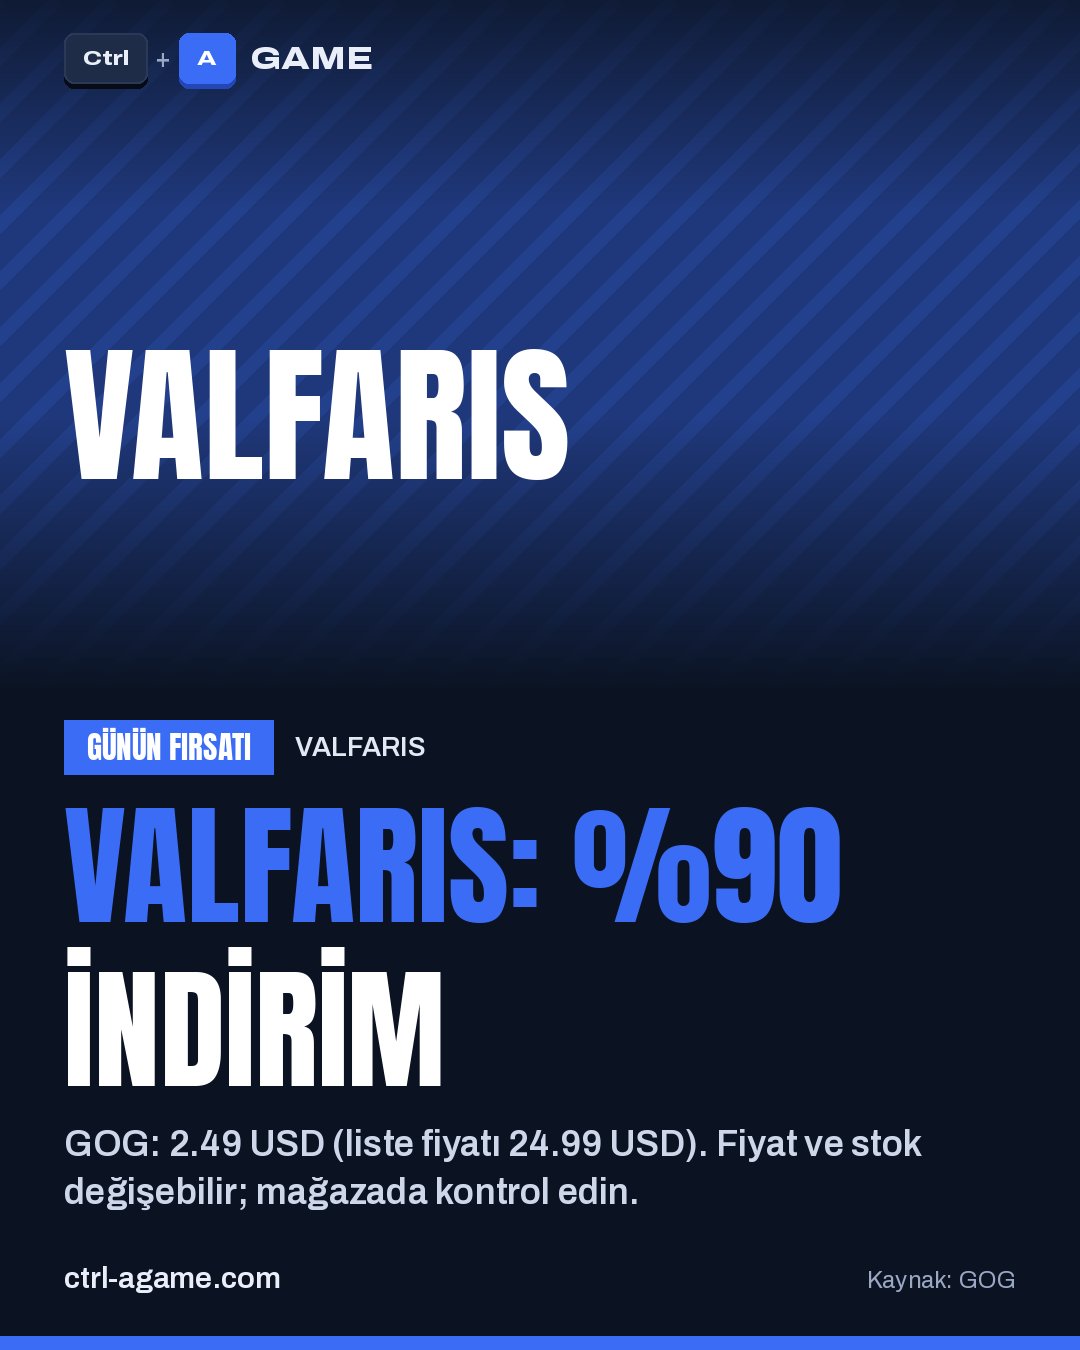 Ctrl + A GAME
VALFARIS
GÜNÜN FIRSATI VALFARIS
VALFARIS: %90
İNDİRİM
GOG: 2.49 USD (liste fiyatı 24.99 USD). Fiyat ve stok
değişebilir; mağazada kontrol edin.
ctrl-agame.com
Kaynak: GOG